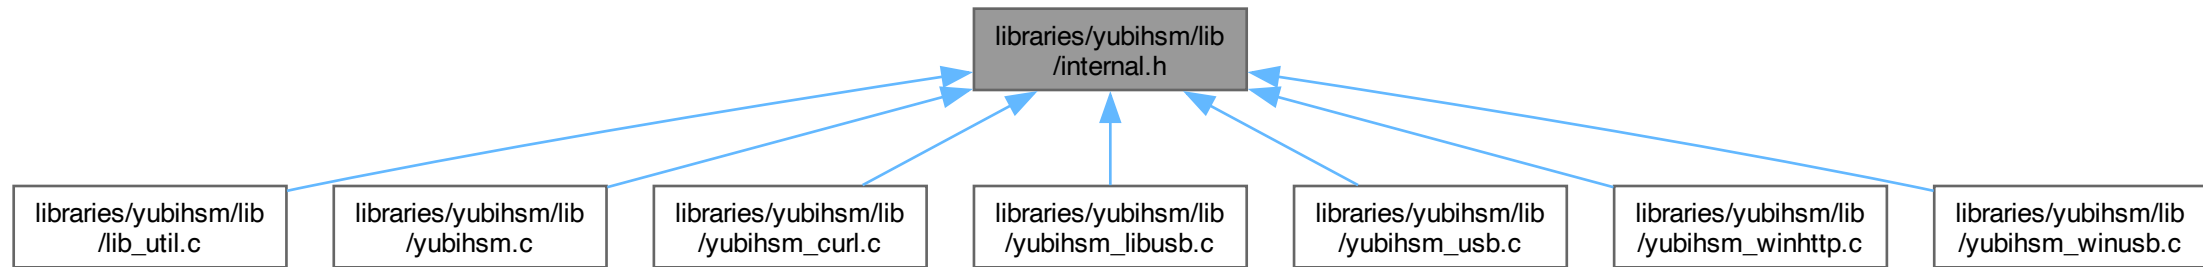 libraries/yubihsm/lib
/internal.h
libraries/yubihsm/lib
/lib_util.c
libraries/yubihsm/lib
/yubihsm.c
libraries/yubihsm/lib
/yubihsm_curl.c
libraries/yubihsm/lib
/yubihsm_libusb.c
libraries/yubihsm/lib
/yubihsm_usb.c
libraries/yubihsm/lib
/yubihsm_winhttp.c
libraries/yubihsm/lib
/yubihsm_winusb.c